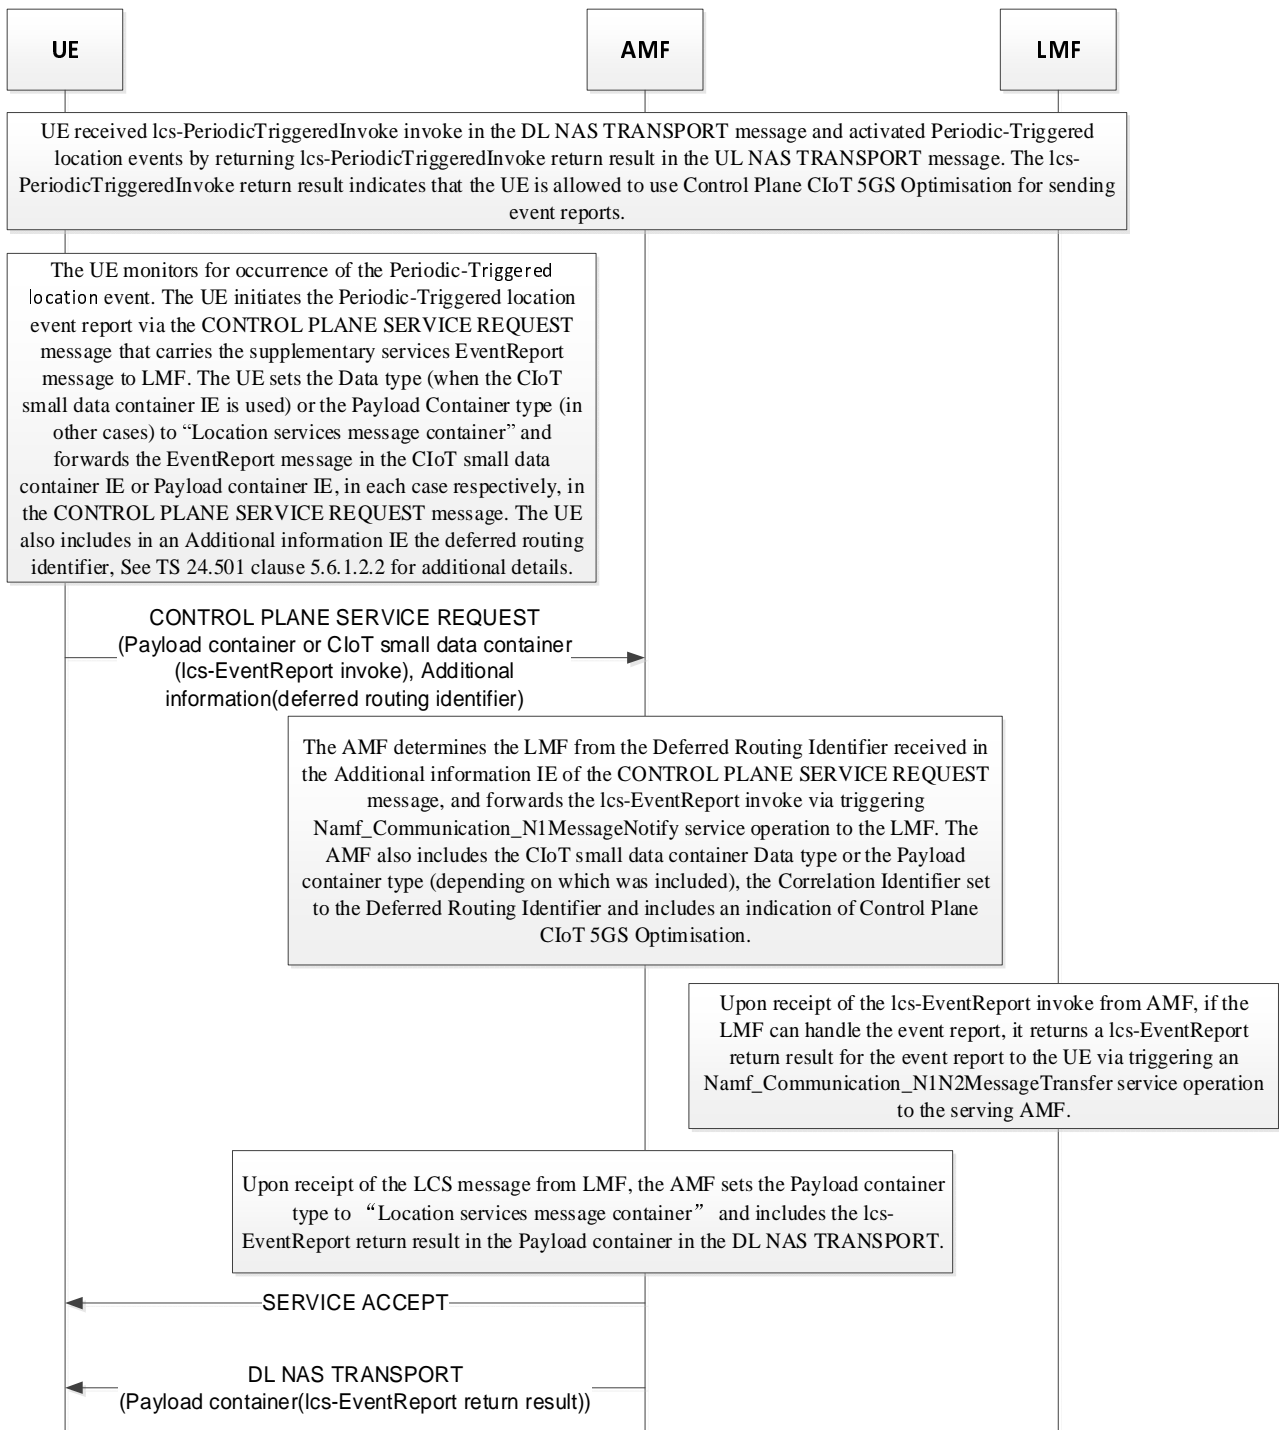 UE
AMF
LMF
UE received lcs-PeriodicTriggeredInvoke invoke in the DL NAS TRANSPORT message and activated Periodic-Triggered
location events by returning lcs-PeriodicTriggeredInvoke return result in the UL NAS TRANSPORT message. The lcs-
PeriodicTriggeredInvoke return result indicates that the UE is allowed to use Control Plane CIoT 5GS Optimisation for sending
event reports.
The UE monitors for occurrence of the Periodic-Triggered
location event. The UE initiates the Periodic-Triggered location
event report via the CONTROL PLANE SERVICE REQUEST
message that carries the supplementary services EventReport
message to LMF. The UE sets the Data type (when the CIoT
small data container IE is used) or the Payload Container type (in
other cases) to “Location services message container” and
forwards the EventReport message in the CIoT small data
container IE or Payload container IE, in each case respectively, in
the CONTROL PLANE SERVICE REQUEST message. The UE
also includes in an Additional information IE the deferred routing
identifier, See TS 24.501 clause 5.6.1.2.2 for additional details.
CONTROL PLANE SERVICE REQUEST
(Payload container or CIoT small data container
(lcs-EventReport invoke), Additional
information(deferred routing identifier)
The AMF determines the LMF from the Deferred Routing Identifier received in
the Additional information IE of the CONTROL PLANE SERVICE REQUEST
message, and forwards the lcs-EventReport invoke via triggering
Namf_Communication_N1MessageNotify service operation to the LMF. The
AMF also includes the CIoT small data container Data type or the Payload
container type (depending on which was included), the Correlation Identifier set
to the Deferred Routing Identifier and includes an indication of Control Plane
CIoT 5GS Optimisation.
Upon receipt of the lcs-EventReport invoke from AMF, if the
LMF can handle the event report, it returns a lcs-EventReport
return result for the event report to the UE via triggering an
Namf_Communication_N1N2MessageTransfer service operation
to the serving AMF.
Upon receipt of the LCS message from LMF, the AMF sets the Payload container
type to “Location services message container” and includes the lcs-
EventReport return result in the Payload container in the DL NAS TRANSPORT.
SERVICE ACCEPT
DL NAS TRANSPORT
(Payload container(lcs-EventReport return result))